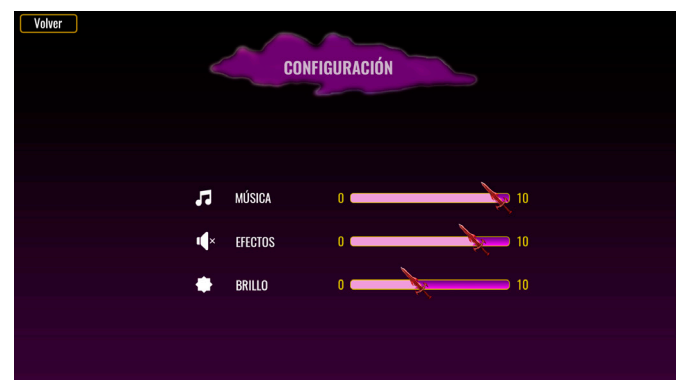 Volver
CONFIGURACIÓN
MÚSICA 0 10
EFECTOS 0 10
BRILLO 0 10